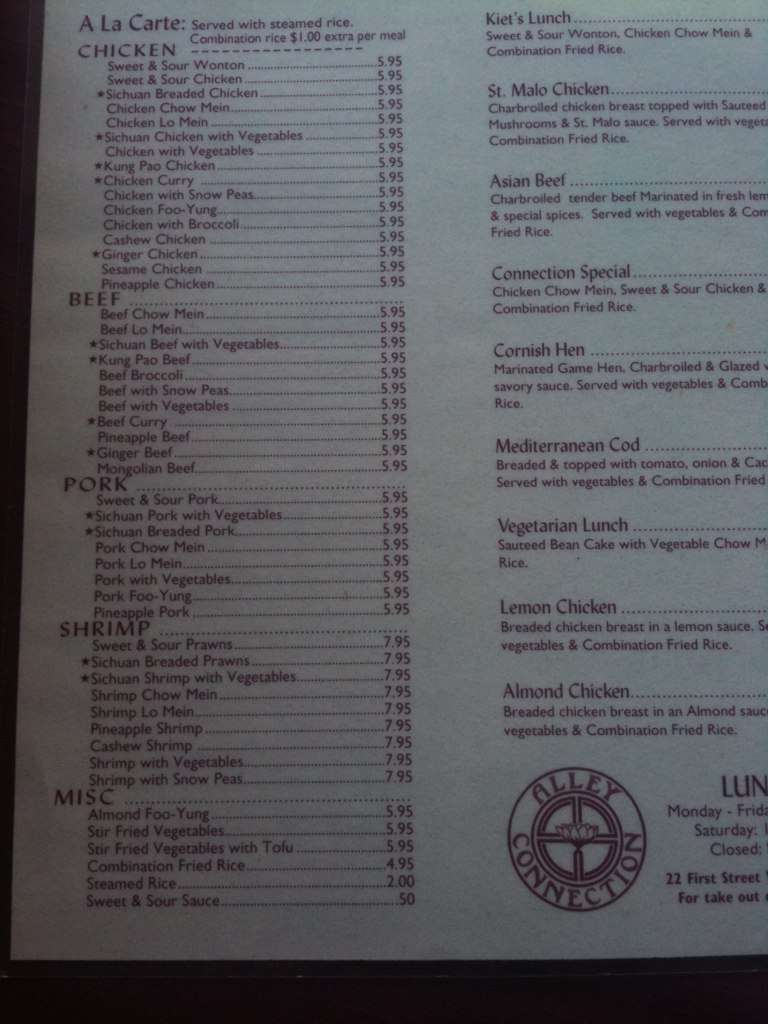 A La Carte: Served with steamed rice.
Combination rice $1.00 extra per meal
CHICKEN
Sweet & Sour Wonton 5.95
Sweet & Sour Chicken 5.95
★Sichuan Breaded Chicken 5.95
Chicken Chow Mein 5.95
Chicken Lo Mein 5.95
★Sichuan Chicken with Vegetables 5.95
Chicken with Vegetables 5.95
★Kung Pao Chicken 5.95
★Chicken Curry 5.95
Chicken with Snow Peas 5.95
Chicken Foo-Yung 5.95
Chicken with Broccoli 5.95
Cashew Chicken 5.95
★Ginger Chicken 5.95
Sesame Chicken 5.95
Pineapple Chicken 5.95
BEEF
Beef Chow Mein 5.95
Beef Lo Mein 5.95
★Sichuan Beef with Vegetables 5.95
★Kung Pao Beef 5.95
Beef Broccoli 5.95
Beef with Snow Peas 5.95
Beef with Vegetables 5.95
★Beef Curry 5.95
Pineapple Beef 5.95
★Ginger Beef 5.95
Mongolian Beef 5.95
PORK
Sweet & Sour Pork 5.95
★Sichuan Pork with Vegetables 5.95
★Sichuan Breaded Pork 5.95
Pork Chow Mein 5.95
Pork Lo Mein 5.95
Pork with Vegetables 5.95
Pork Foo-Yung 5.95
Pineapple Pork 5.95
SHRIMP
Sweet & Sour Prawns 7.95
★Sichuan Breaded Prawns 7.95
★Sichuan Shrimp with Vegetables 7.95
Shrimp Chow Mein 7.95
Shrimp Lo Mein 7.95
Pineapple Shrimp 7.95
Cashew Shrimp 7.95
Shrimp with Vegetables 7.95
Shrimp with Snow Peas 7.95
MISC
Almond Foo-Yung 5.95
Stir Fried Vegetables 5.95
Stir Fried Vegetables with Tofu 5.95
Combination Fried Rice 4.95
Steamed Rice 2.00
Sweet & Sour Sauce .50
Kiet's Lunch
Sweet & Sour Wonton, Chicken Chow Mein &
Combination Fried Rice.
St. Malo Chicken
Charbroiled chicken breast topped with Sauteed
Mushrooms & St. Malo sauce. Served with
Combination Fried Rice.
Asian Beef
Charbroiled tender beef Marinated in fresh
& special spices. Served with vegetables &
Fried Rice.
Connection Special
Chicken Chow Mein, Sweet & Sour Chicken &
Combination Fried Rice.
Cornish Hen
Marinated Game Hen, Charbroiled & Glazed
savory sauce. Served with vegetables &
Rice.
Mediterranean Cod
Breaded & topped with tomato, onion &
Served with vegetables & Combination Fried
Vegetarian Lunch
Sauteed Bean Cake with Vegetable Chow
Rice.
Lemon Chicken
Breaded chicken breast in a lemon sauce.
vegetables & Combination Fried Rice.
Almond Chicken
Breaded chicken breast in an Almond
vegetables & Combination Fried Rice.
ALLEY
CONNECTION
LUN
Monday - Frida
Saturday:
Closed:
22 First Street
For take out